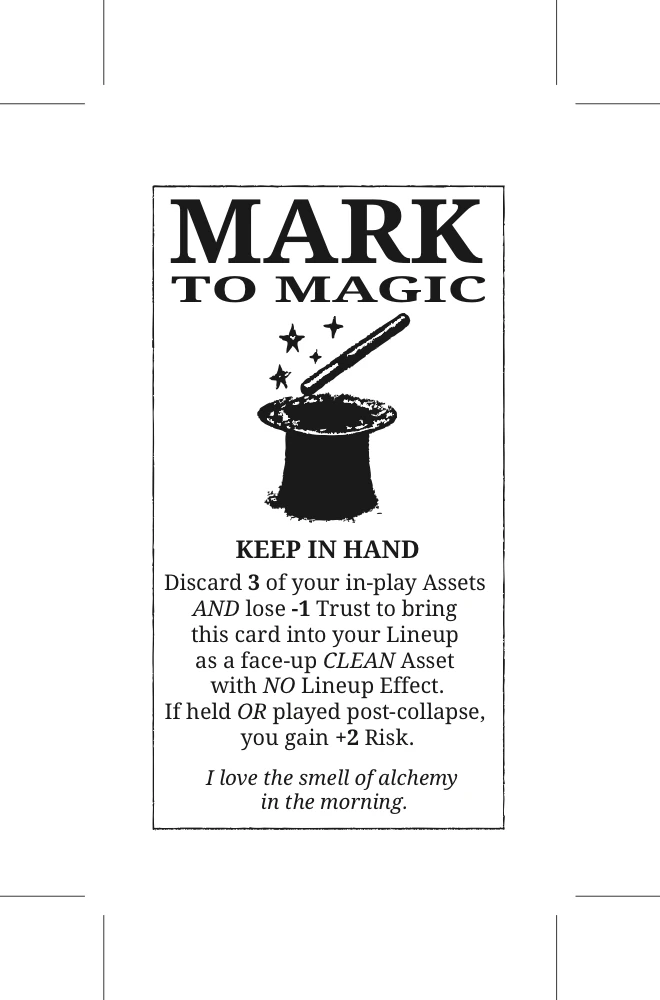 MARK
TO MAGIC
KEEP IN HAND
Discard 3 of your in-play Assets
AND lose -1 Trust to bring
this card into your Lineup
as a face-up CLEAN Asset
with NO Lineup Effect.
If held OR played post-collapse,
you gain +2 Risk.
I love the smell of alchemy
in the morning.